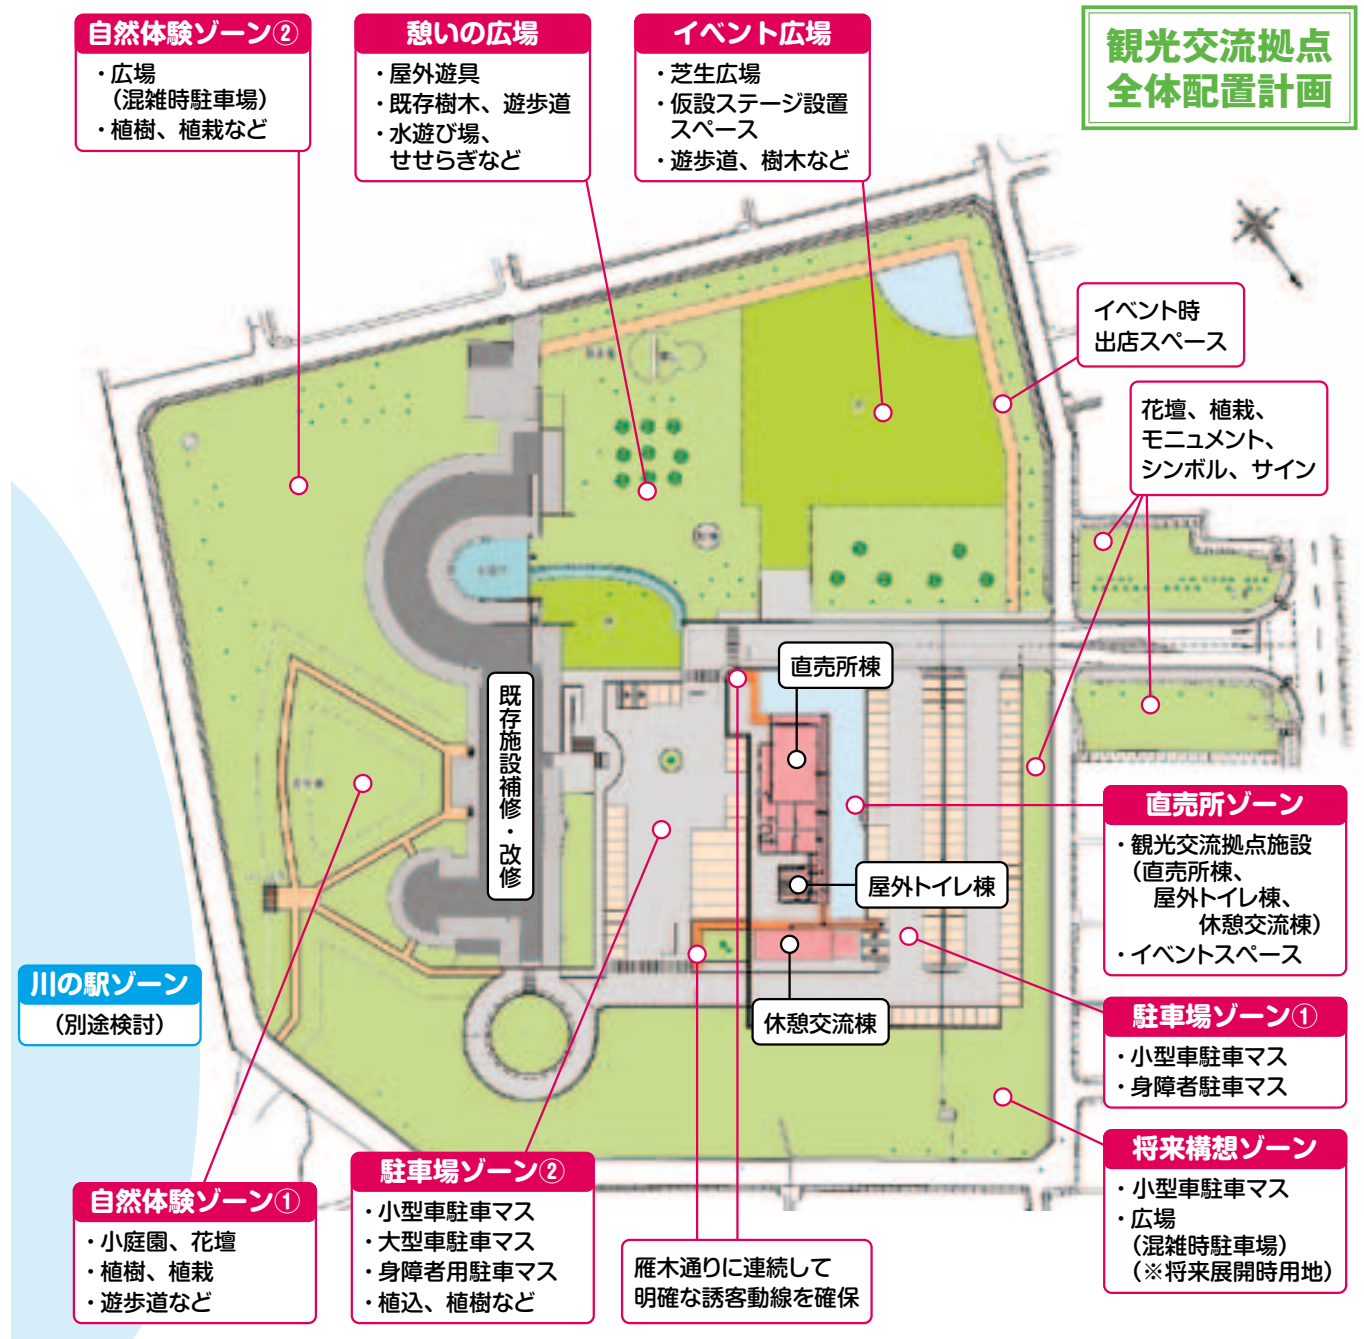 観光交流拠点
全体配置計画
自然体験ゾーン②
・広場
（混雑時駐車場）
・植樹、植栽など
憩いの広場
・屋外遊具
・既存樹木、遊歩道
・水遊び場、
せせらぎなど
イベント広場
・芝生広場
・仮設ステージ設置
スペース
・遊歩道、樹木など
イベント時
出店スペース
花壇、植栽、
モニュメント、
シンボル、サイン
直売所棟
既存施設補修・改修
直売所ゾーン
・観光交流拠点施設
（直売所棟、
屋外トイレ棟、
休憩交流棟）
・イベントスペース
屋外トイレ棟
川の駅ゾーン
（別途検討）
休憩交流棟
駐車場ゾーン①
・小型車駐車マス
・身障者駐車マス
将来構想ゾーン
・小型車駐車マス
・広場
（混雑時駐車場）
（※将来展開時用地）
自然体験ゾーン①
・小庭園、花壇
・植樹、植栽
・遊歩道など
駐車場ゾーン②
・小型車駐車マス
・大型車駐車マス
・身障者用駐車マス
・植込、植樹など
雁木通りに連続して
明確な誘客動線を確保